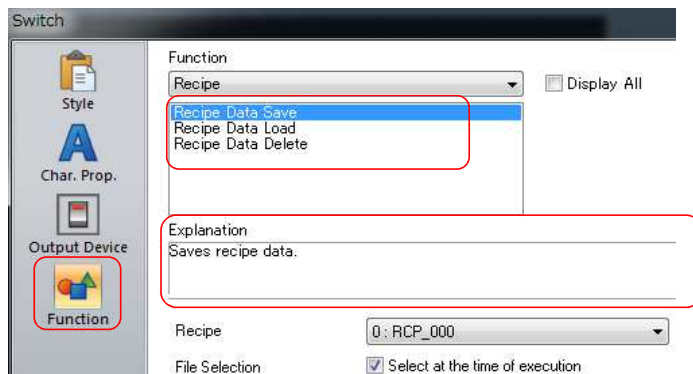 Switch
Style
Char. Prop.
Output Device
Function
Function
Recipe
Display All
Recipe Data Save
Recipe Data Load
Recipe Data Delete
Explanation
Saves recipe data.
Recipe
0 : RCP_000
File Selection
Select at the time of execution